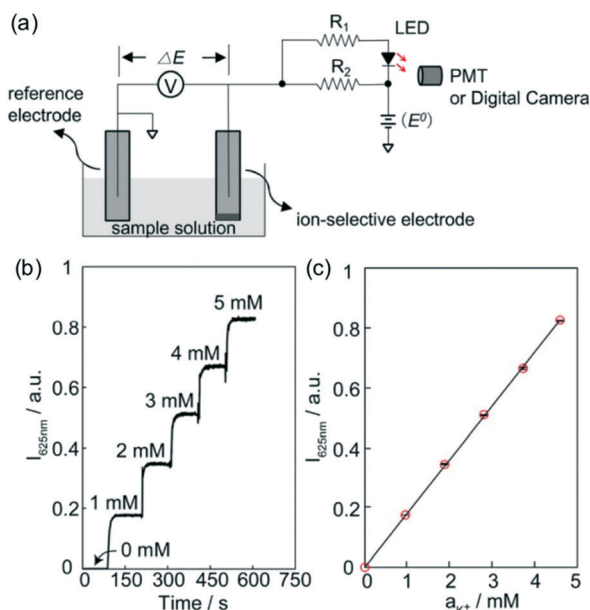 (a)
LED
R₁
ΔE
R₂
V
PMT
or Digital Camera
(E⁰)
reference
electrode
ion-selective electrode
sample solution
(b)
I₆₂₅ₙₘ / a.u.
1
0.8
0.6
0.4
0.2
0
5 mM
4 mM
3 mM
2 mM
1 mM
0 mM
0 150 300 450 600 750
Time / s
(c)
I₆₂₅ₙₘ / a.u.
1
0.8
0.6
0.4
0.2
0
0 1 2 3 4 5
a_K+ / mM